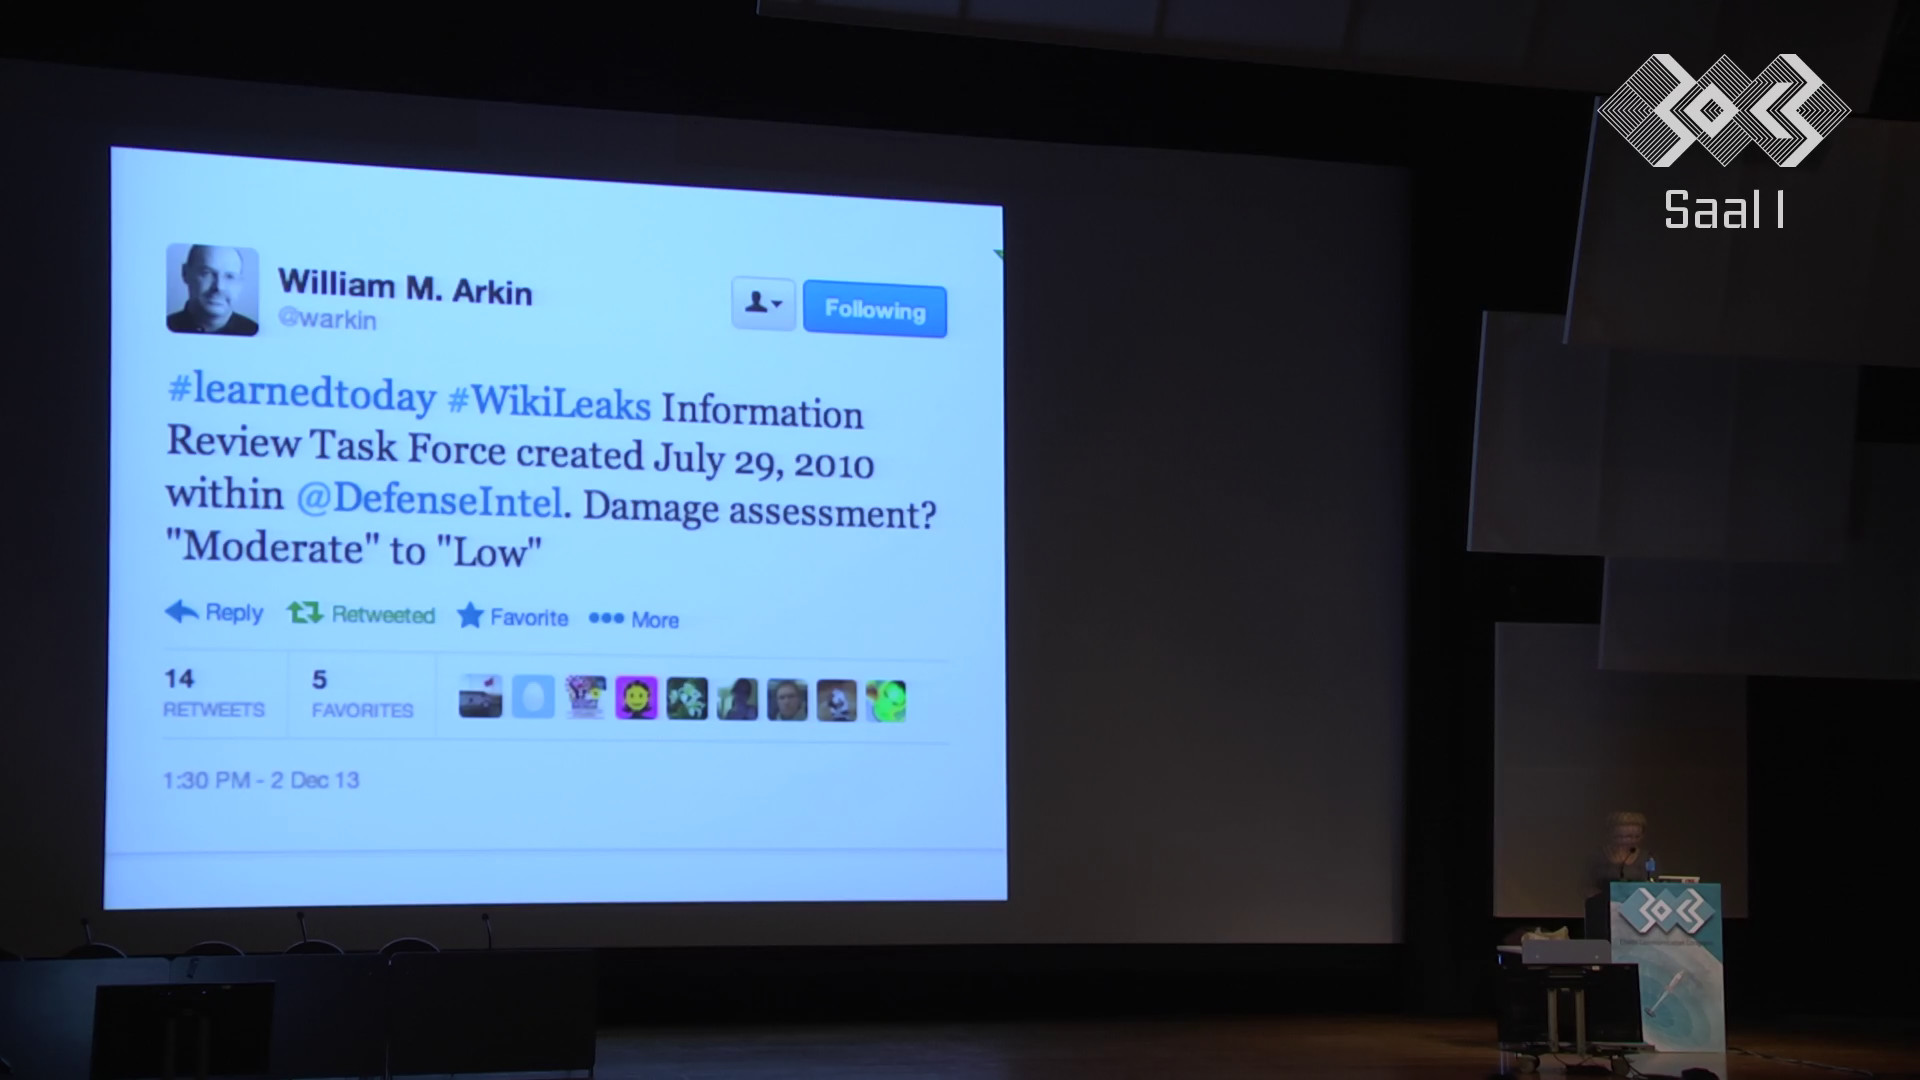 30C3
Saal 1
William M. Arkin
@warkin
Following
#learnedtoday #WikiLeaks Information
Review Task Force created July 29, 2010
within @DefenseIntel. Damage assessment?
"Moderate" to "Low"
Reply Retweeted Favorite More
14 5
RETWEETS FAVORITES
1:30 PM - 2 Dec 13
30C3